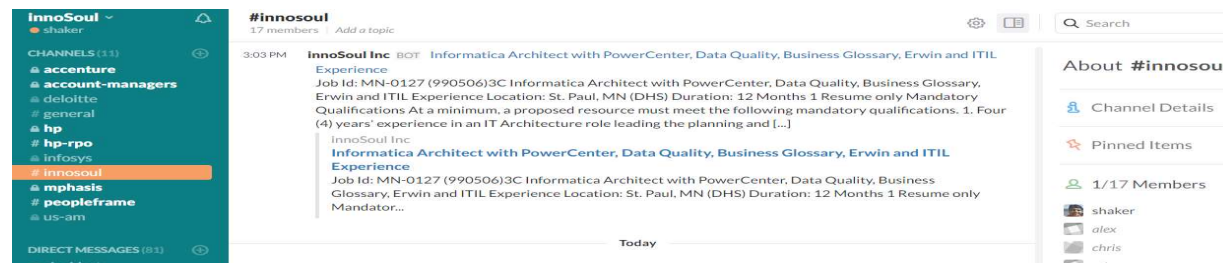 innoSoul
shaker
CHANNELS (11)
accenture
account-managers
deloitte
# general
hp
# hp-rpo
infosys
# innosoul
mphasis
# peopleframe
us-am
DIRECT MESSAGES (81)
#innosoul
17 members | Add a topic
3:03 PM innoSoul Inc BOT Informatica Architect with PowerCenter, Data Quality, Business Glossary, Erwin and ITIL
Experience
Job Id: MN-0127 (990506)3C Informatica Architect with PowerCenter, Data Quality, Business Glossary,
Erwin and ITIL Experience Location: St. Paul, MN (DHS) Duration: 12 Months 1 Resume only Mandatory
Qualifications At a minimum, a proposed resource must meet the following mandatory qualifications. 1. Four
(4) years' experience in an IT Architecture role leading the planning and [...]
innoSoul Inc
Informatica Architect with PowerCenter, Data Quality, Business Glossary, Erwin and ITIL
Experience
Job Id: MN-0127 (990506)3C Informatica Architect with PowerCenter, Data Quality, Business
Glossary, Erwin and ITIL Experience Location: St. Paul, MN (DHS) Duration: 12 Months 1 Resume only
Mandator...
Today
Search
About #innosou
Channel Details
Pinned Items
1/17 Members
shaker
alex
chris